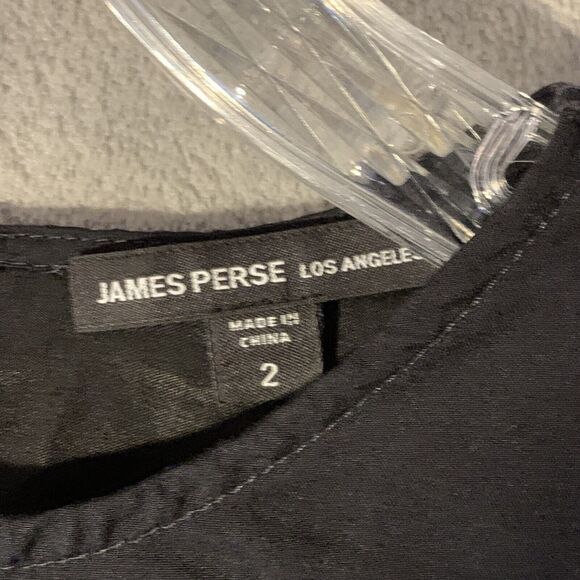 JAMES PERSE LOS ANGELES
MADE IN
CHINA
2